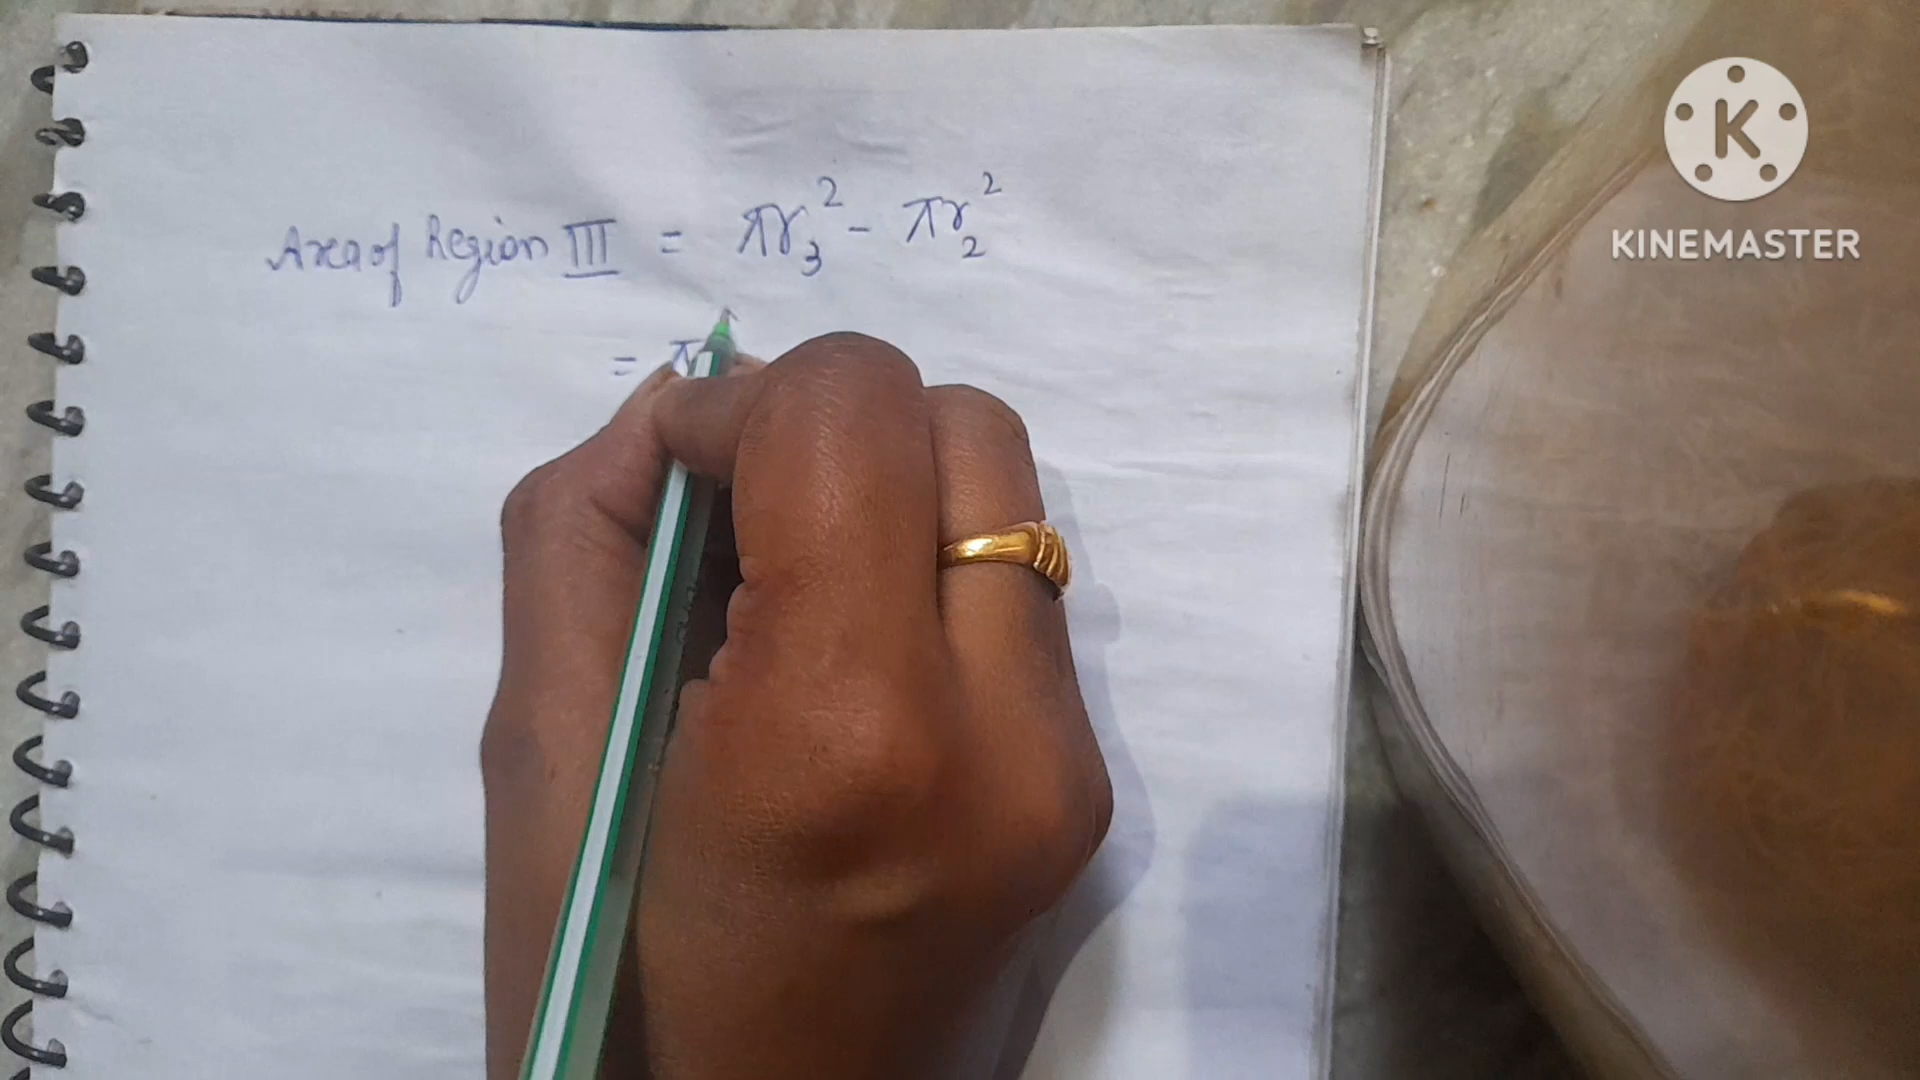 Area of Region III = πr₃² - πr₂²
= π
K
KINEMASTER